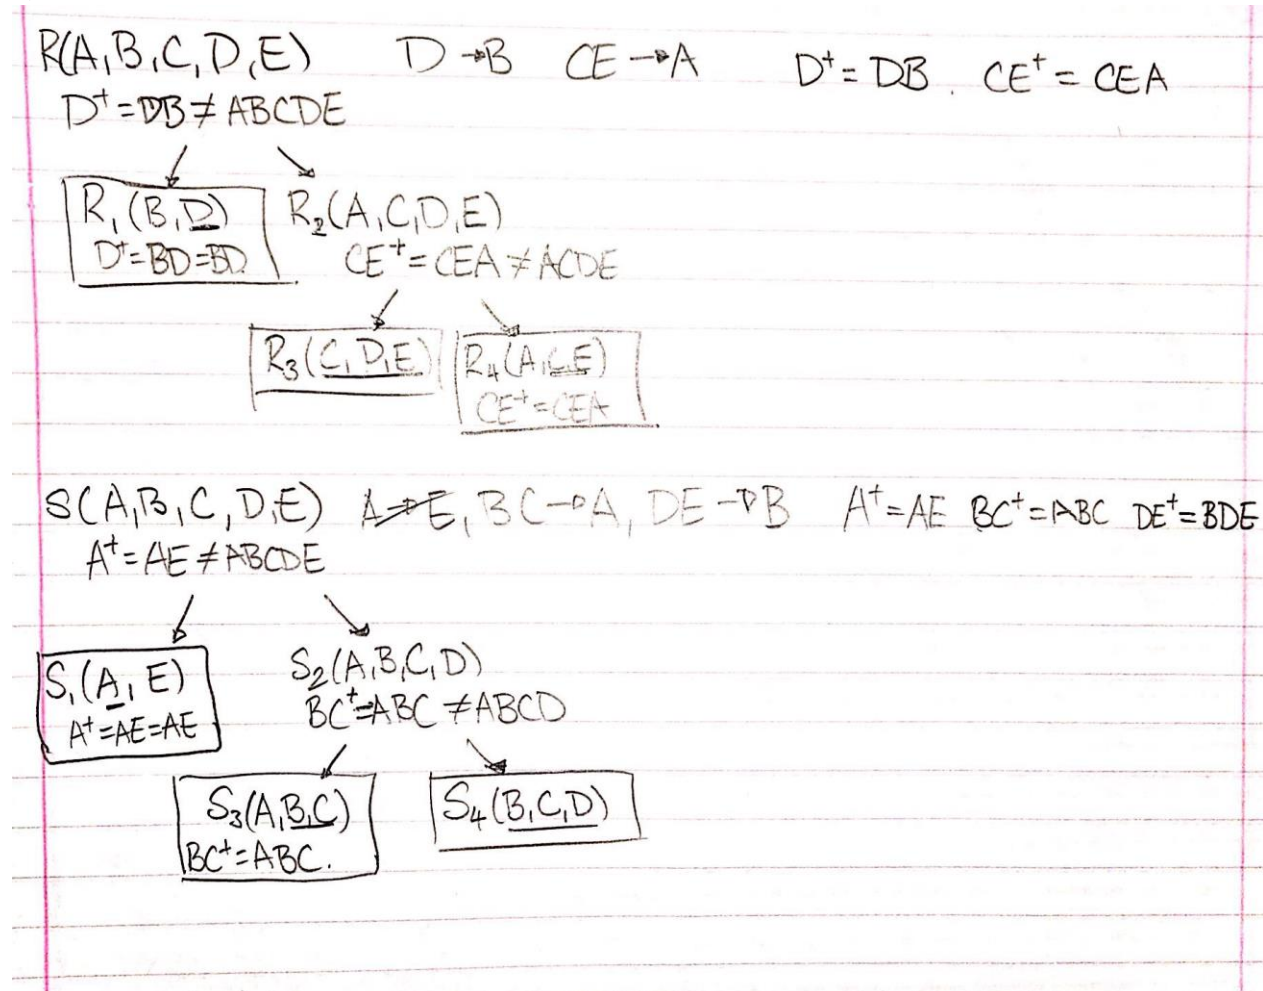 R(A,B,C,D,E) D→B CE→A D⁺=DB. CE⁺=CEA
D⁺=DB≠ABCDE
R₁(B,D) R₂(A,C,D,E)
D⁺=BD=BD CE⁺=CEA≠ACDE
R₃(C,D,E) R₄(A,C,E)
CE⁺=CEA
S(A,B,C,D,E) A→E, BC→A, DE→B A⁺=AE BC⁺=ABC DE⁺=BDE
A⁺=AE≠ABCDE
S₁(A,E) S₂(A,B,C,D)
A⁺=AE=AE BC⁺=ABC≠ABCD
S₃(A,B,C) S₄(B,C,D)
BC⁺=ABC.